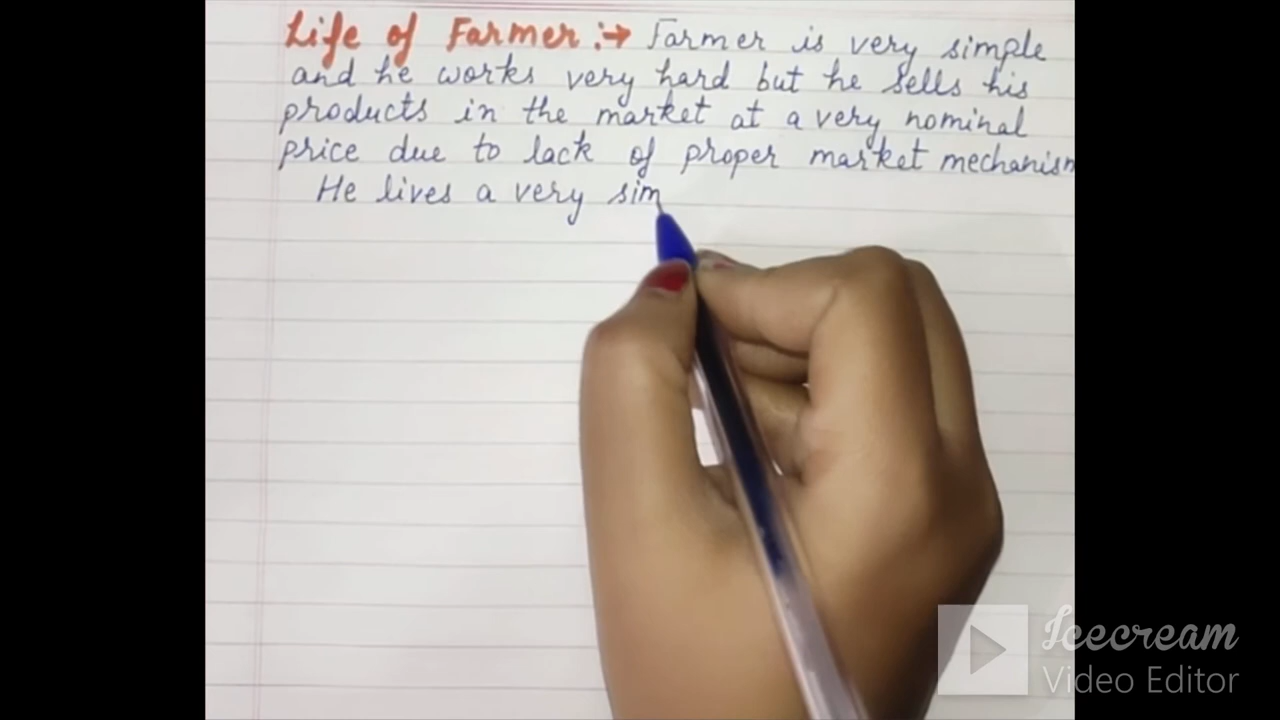 Life of Farmer :→ Farmer is very simple
and he works very hard but he sells his
products in the market at a very nominal
price due to lack of proper market mechanism
He lives a very sim
Icecream
Video Editor